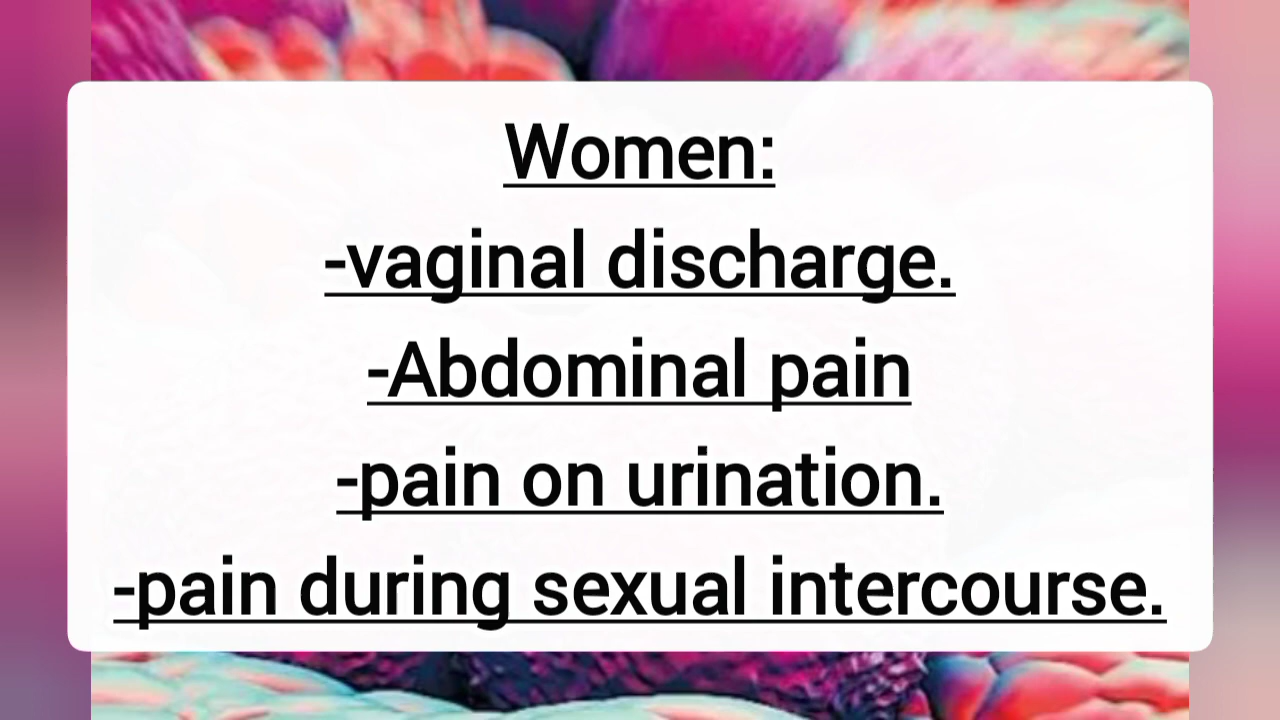 Women:
-vaginal discharge.
-Abdominal pain
-pain on urination.
-pain during sexual intercourse.